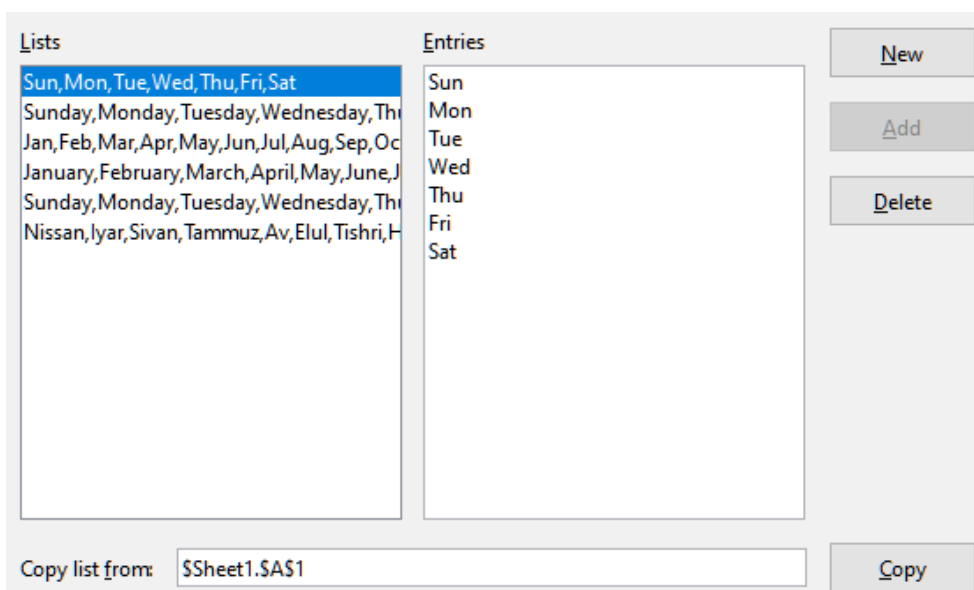 Lists
Sun,Mon,Tue,Wed,Thu,Fri,Sat
Sunday,Monday,Tuesday,Wednesday,Thu
Jan,Feb,Mar,Apr,May,Jun,Jul,Aug,Sep,Oc
January,February,March,April,May,June,J
Sunday,Monday,Tuesday,Wednesday,Thu
Nissan,Iyar,Sivan,Tammuz,Av,Elul,Tishri,H
Entries
Sun
Mon
Tue
Wed
Thu
Fri
Sat
New
Add
Delete
Copy list from: $Sheet1.$A$1
Copy